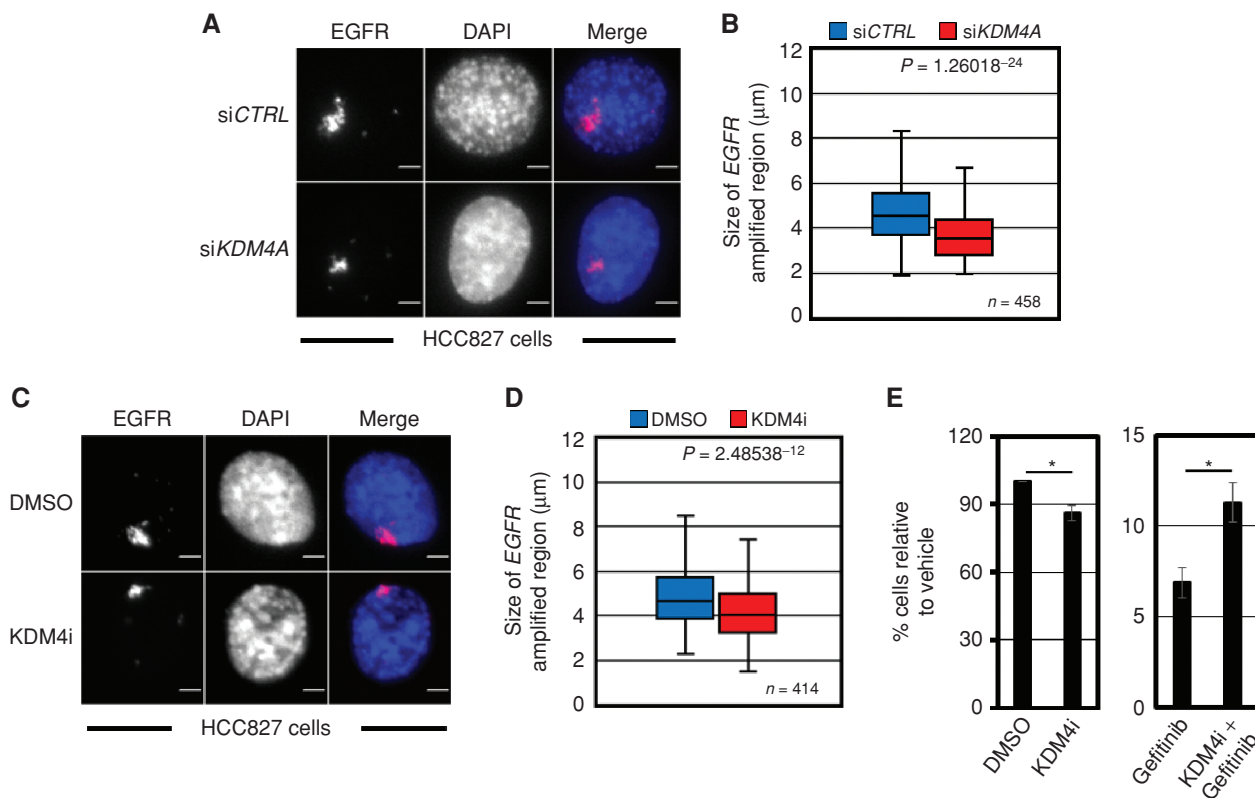 A
EGFR
DAPI
Merge
siCTRL
siKDM4A
HCC827 cells
B
siCTRL
siKDM4A
12
10
8
6
4
2
0
Size of EGFR
amplified region (μm)
P = 1.26018⁻²⁴
n = 458
C
EGFR
DAPI
Merge
DMSO
KDM4i
HCC827 cells
D
DMSO
KDM4i
12
10
8
6
4
2
0
Size of EGFR
amplified region (μm)
P = 2.48538⁻¹²
n = 414
E
120
90
60
30
0
% cells relative
to vehicle
*
DMSO
KDM4i
15
10
5
0
*
Gefitinib
KDM4i +
Gefitinib